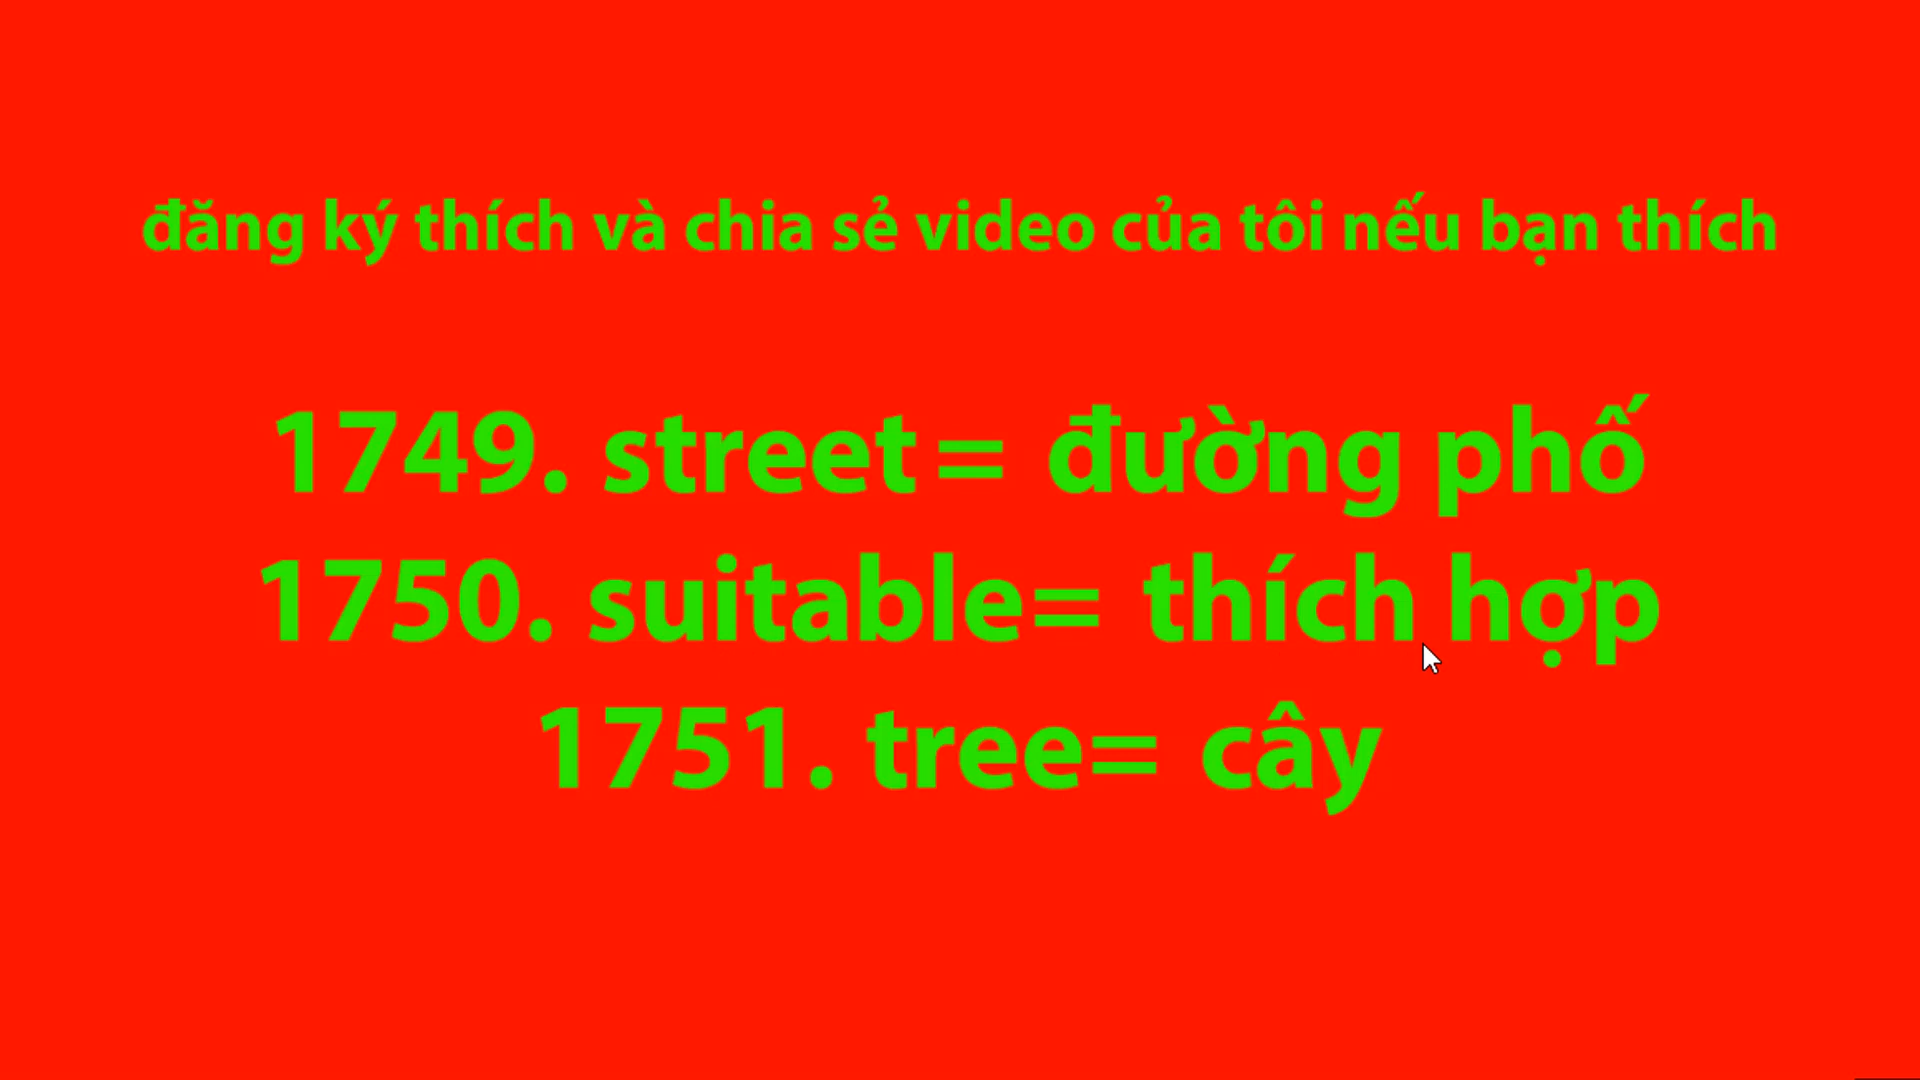 đăng ký thích và chia sẻ video của tôi nếu bạn thích
1749. street= đường phố
1750. suitable= thích hợp
1751. tree= cây